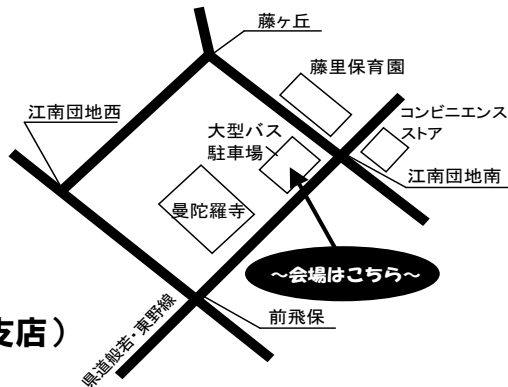 藤ヶ丘
藤里保育園
江南団地西
コンビニエンス
ストア
大型バス
駐車場
江南団地南
曼陀羅寺
～会場はこちら～
前飛保
支店）
県道般若・東野線